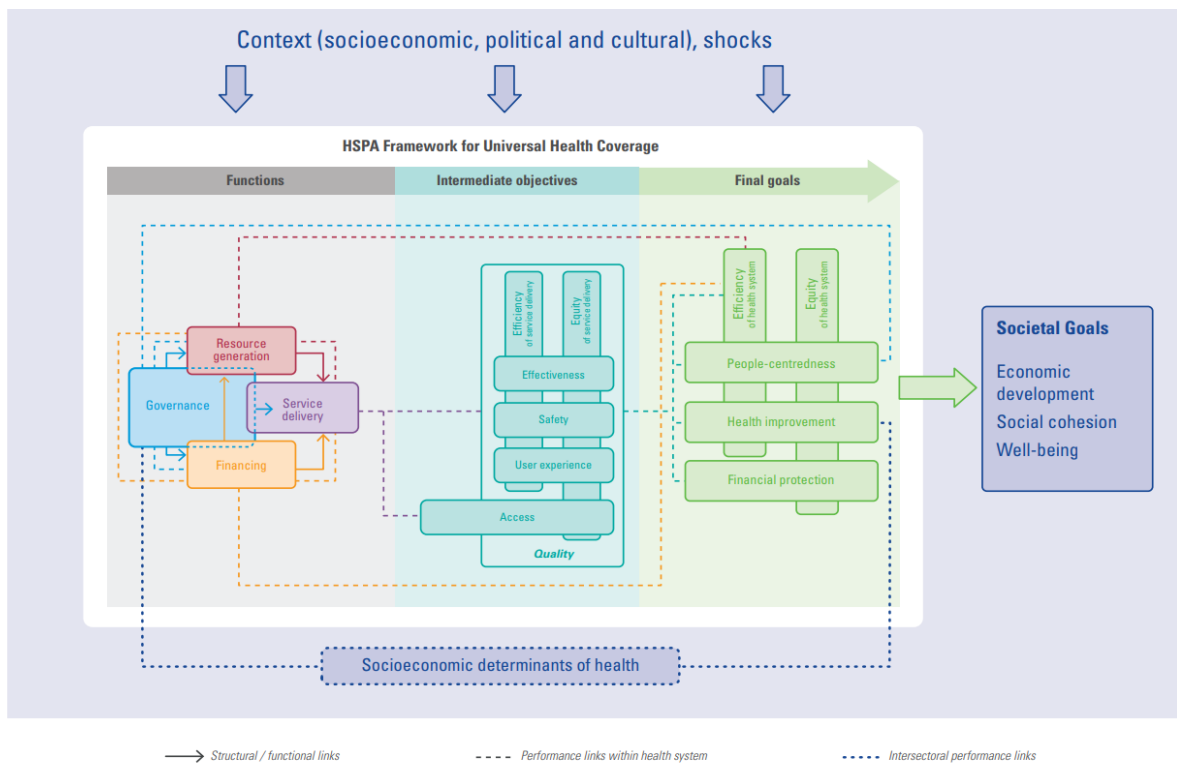 Context (socioeconomic, political and cultural), shocks
HSPA Framework for Universal Health Coverage
Functions
Intermediate objectives
Final goals
Resource
generation
Governance
Service
delivery
Financing
Efficiency
of service delivery
Equity
of service delivery
Effectiveness
Safety
User experience
Access
Quality
Efficiency
of health system
Equity
of health system
People-centredness
Health improvement
Financial protection
Societal Goals
Economic
development
Social cohesion
Well-being
Socioeconomic determinants of health
Structural / functional links
Performance links within health system
Intersectoral performance links